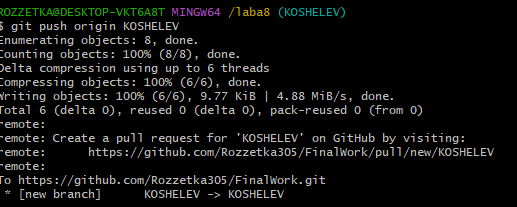 ROZZETKA@DESKTOP-VKT6A8T MINGW64 /laba8 (KOSHELEV)
$ git push origin KOSHELEV
Enumerating objects: 8, done.
Counting objects: 100% (8/8), done.
Delta compression using up to 6 threads
Compressing objects: 100% (6/6), done.
Writing objects: 100% (6/6), 9.77 KiB | 4.88 MiB/s, done.
Total 6 (delta 0), reused 0 (delta 0), pack-reused 0 (from 0)
remote:
remote: Create a pull request for 'KOSHELEV' on GitHub by visiting:
remote:      https://github.com/Rozzetka305/FinalWork/pull/new/KOSHELEV
remote:
To https://github.com/Rozzetka305/FinalWork.git
 * [new branch]      KOSHELEV -> KOSHELEV